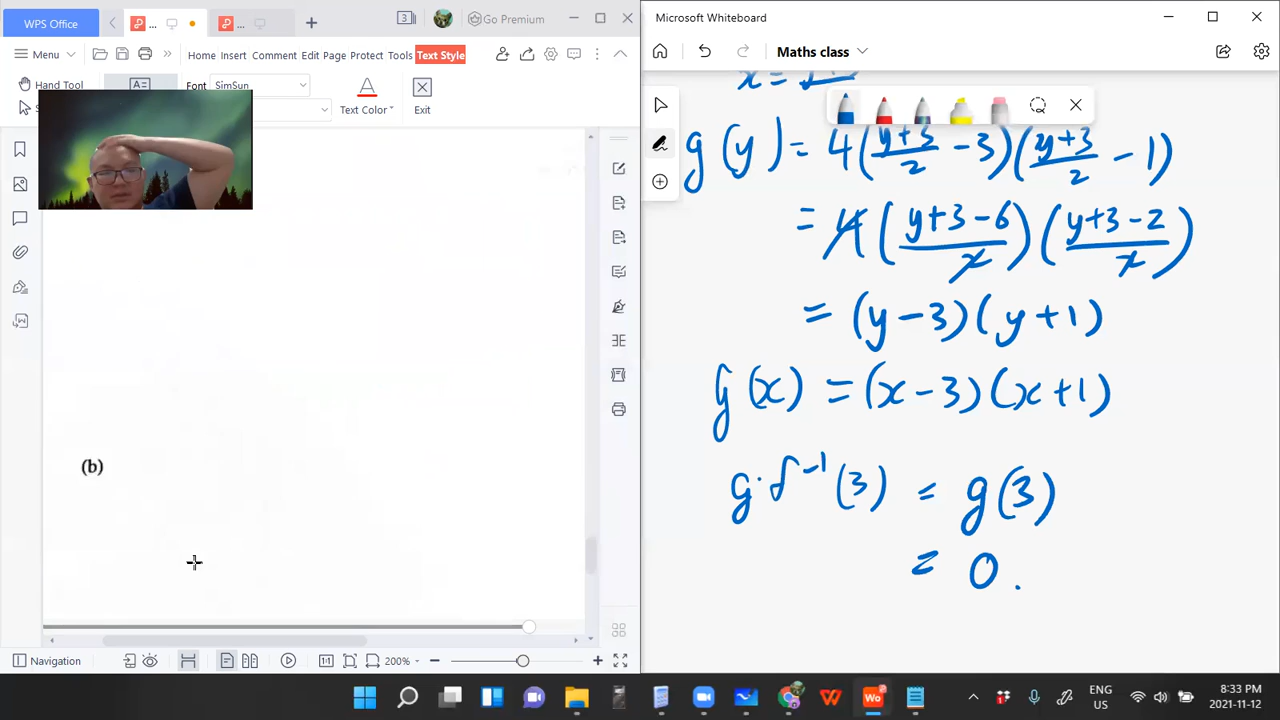 WPS Office
...
...
3
Go Premium
Menu
Home Insert Comment Edit Page Protect Tools Text Style
Hand Tool
Font SimSun
Text Color
Exit
(b)
Navigation
200%
Microsoft Whiteboard
Maths class
g(y) = 4((y+3)/2 - 3)((y+3)/2 - 1)
= 4((y+3-6)/2)((y+3-2)/2)
= (y-3)(y+1)
g(x) = (x-3)(x+1)
g·f⁻¹(3) = g(3)
= 0.
ENG
US
8:33 PM
2021-11-12